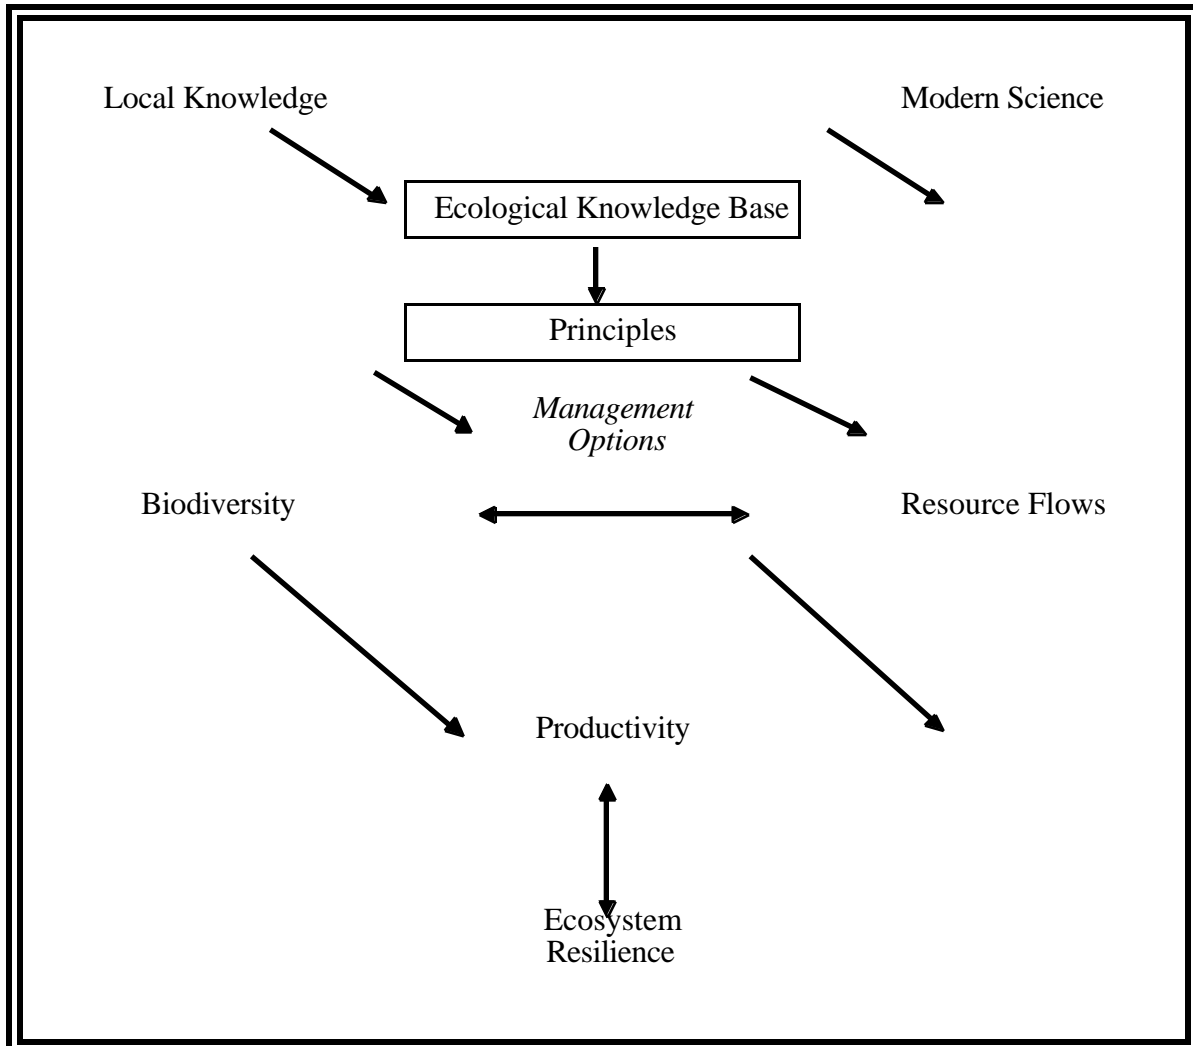 Local Knowledge
Modern Science
Ecological Knowledge Base
Principles
Management
Options
Biodiversity
Resource Flows
Productivity
Ecosystem
Resilience